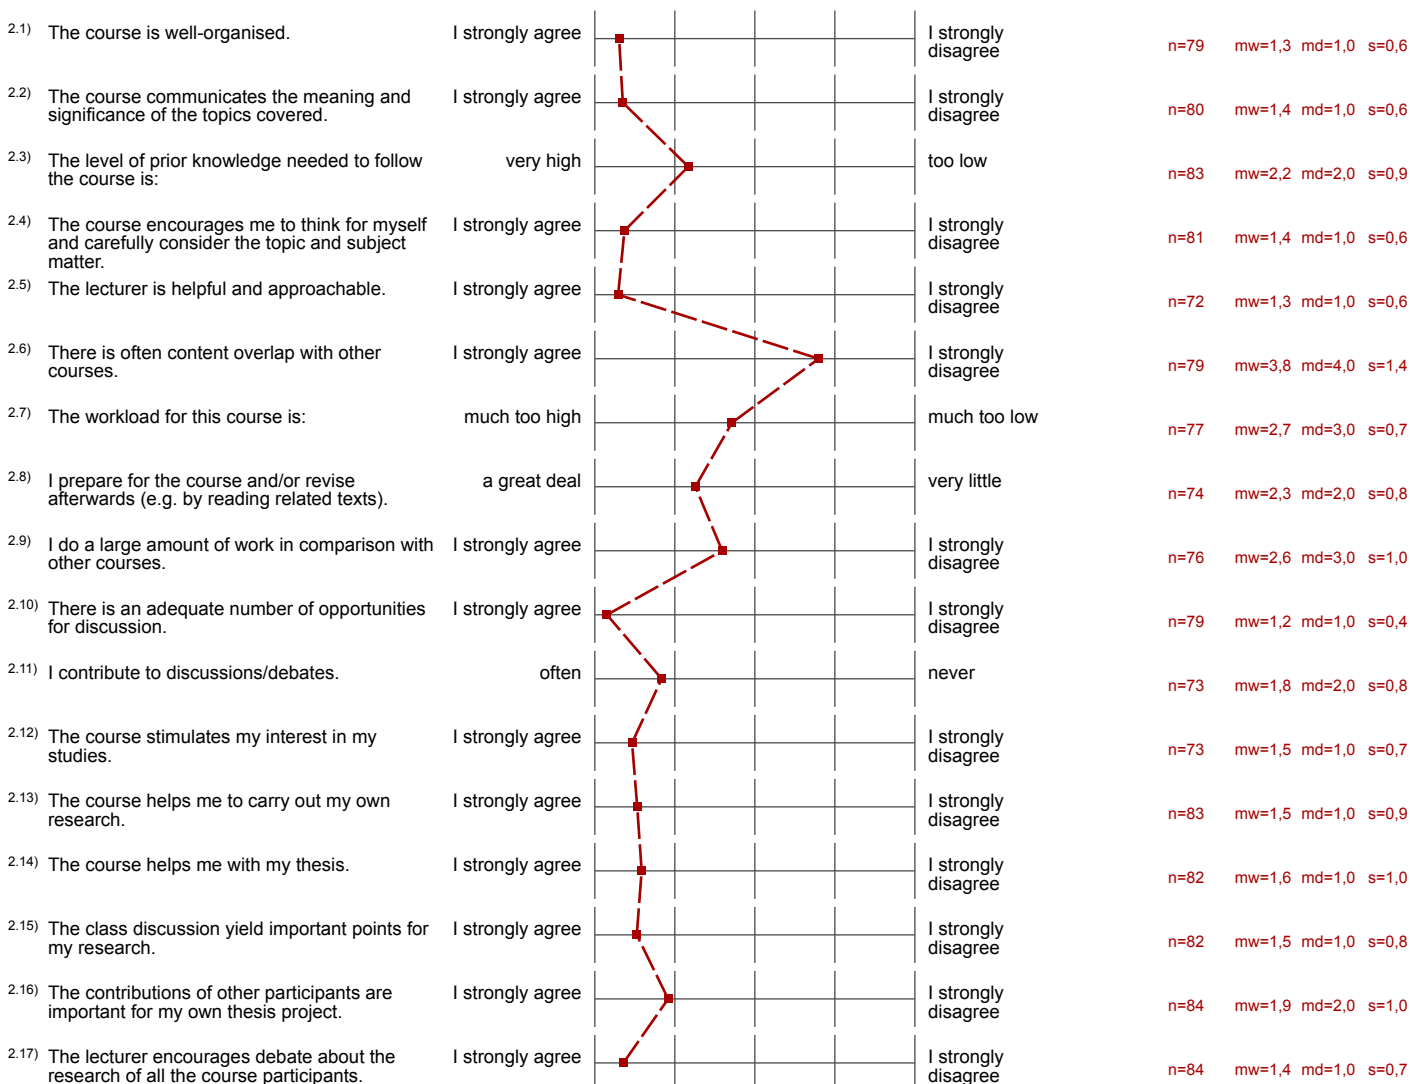 2.1) The course is well-organised. I strongly agree I strongly
disagree n=79 mw=1,3 md=1,0 s=0,6
2.2) The course communicates the meaning and I strongly agree I strongly
significance of the topics covered. disagree n=80 mw=1,4 md=1,0 s=0,6
2.3) The level of prior knowledge needed to follow very high too low
the course is: n=83 mw=2,2 md=2,0 s=0,9
2.4) The course encourages me to think for myself I strongly agree I strongly
and carefully consider the topic and subject disagree n=81 mw=1,4 md=1,0 s=0,6
matter.
2.5) The lecturer is helpful and approachable. I strongly agree I strongly
disagree n=72 mw=1,3 md=1,0 s=0,6
2.6) There is often content overlap with other I strongly agree I strongly
courses. disagree n=79 mw=3,8 md=4,0 s=1,4
2.7) The workload for this course is: much too high much too low
n=77 mw=2,7 md=3,0 s=0,7
2.8) I prepare for the course and/or revise a great deal very little
afterwards (e.g. by reading related texts). n=74 mw=2,3 md=2,0 s=0,8
2.9) I do a large amount of work in comparison with I strongly agree I strongly
other courses. disagree n=76 mw=2,6 md=3,0 s=1,0
2.10) There is an adequate number of opportunities I strongly agree I strongly
for discussion. disagree n=79 mw=1,2 md=1,0 s=0,4
2.11) I contribute to discussions/debates. often never
n=73 mw=1,8 md=2,0 s=0,8
2.12) The course stimulates my interest in my I strongly agree I strongly
studies. disagree n=73 mw=1,5 md=1,0 s=0,7
2.13) The course helps me to carry out my own I strongly agree I strongly
research. disagree n=83 mw=1,5 md=1,0 s=0,9
2.14) The course helps me with my thesis. I strongly agree I strongly
disagree n=82 mw=1,6 md=1,0 s=1,0
2.15) The class discussion yield important points for I strongly agree I strongly
my research. disagree n=82 mw=1,5 md=1,0 s=0,8
2.16) The contributions of other participants are I strongly agree I strongly
important for my own thesis project. disagree n=84 mw=1,9 md=2,0 s=1,0
2.17) The lecturer encourages debate about the I strongly agree I strongly
research of all the course participants. disagree n=84 mw=1,4 md=1,0 s=0,7